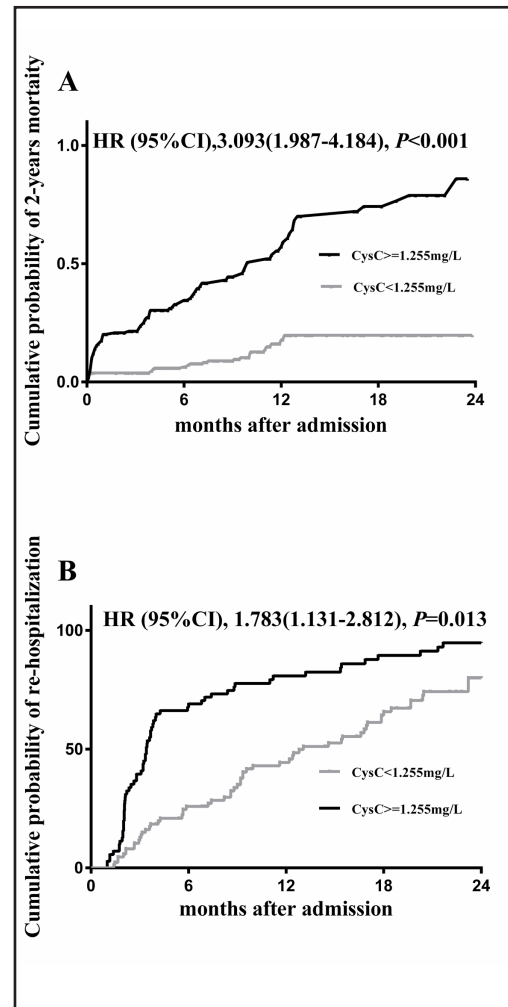 A
Cumulative probability of 2-years mortaity
HR (95%CI),3.093(1.987-4.184), P<0.001
1.0
0.5
0.0
CysC>=1.255mg/L
CysC<1.255mg/L
0 6 12 18 24
months after admission
B
Cumulative probability of re-hospitalization
HR (95%CI), 1.783(1.131-2.812), P=0.013
100
50
0
CysC<1.255mg/L
CysC>=1.255mg/L
0 6 12 18 24
months after admission